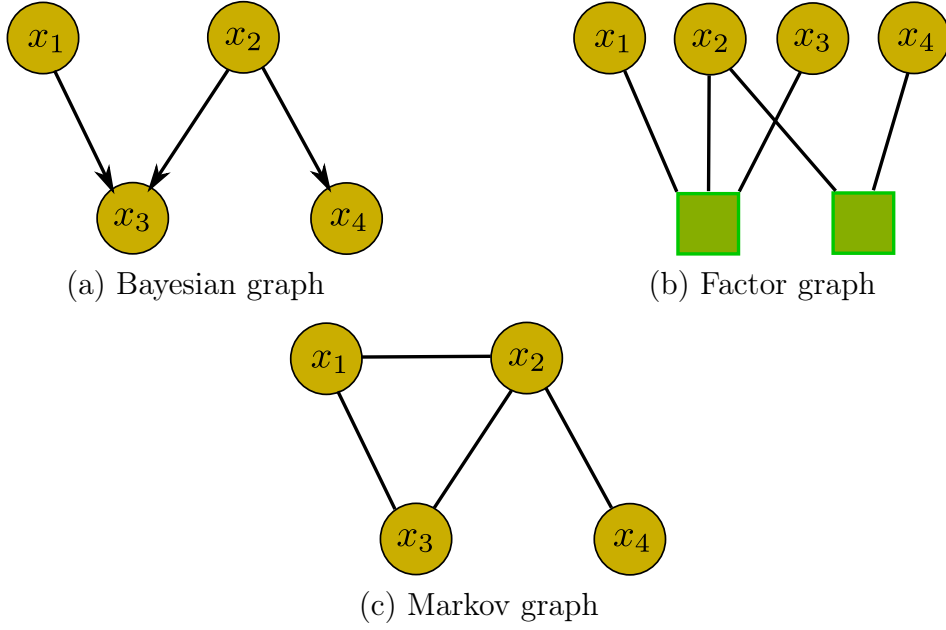 x₁ x₂
x₃ x₄
(a) Bayesian graph
x₁ x₂ x₃ x₄
(b) Factor graph
x₁ x₂
x₃ x₄
(c) Markov graph